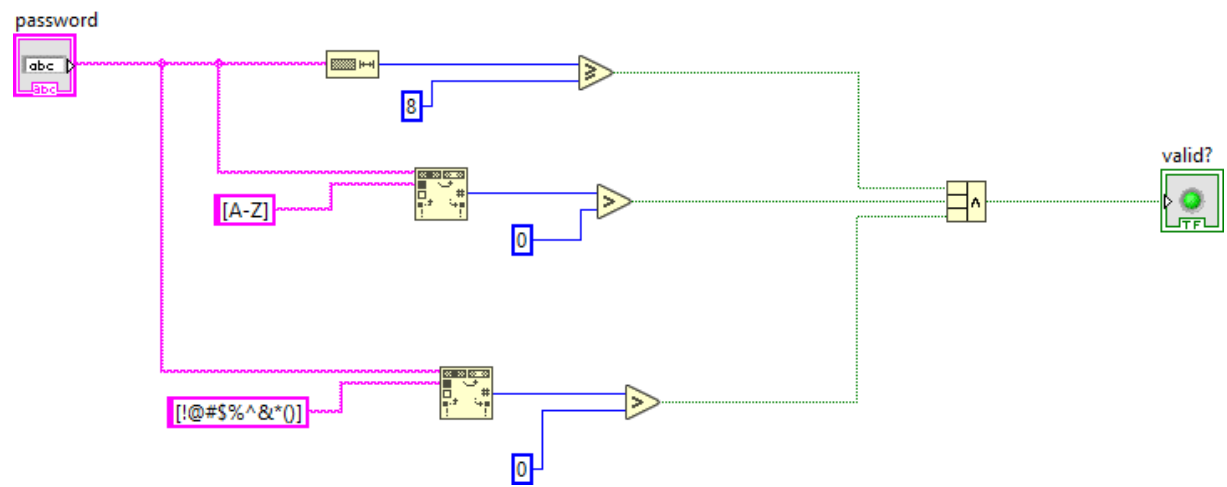 password
abc
abc
8
[A-Z]
#
0
valid?
TF
[!@#$%^&*()]
#
0